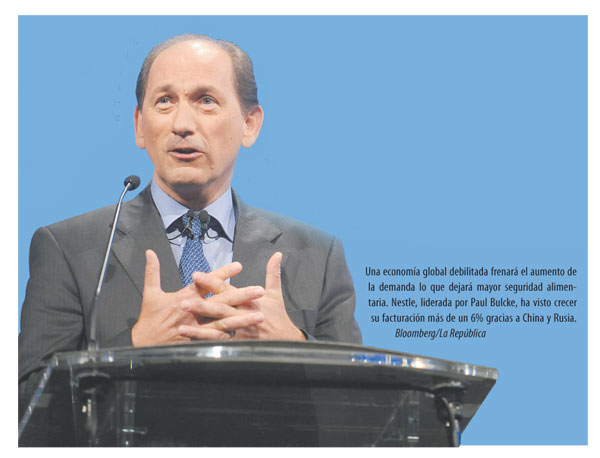 Una economía global debilitada frenará el aumento de
la demanda lo que dejará mayor seguridad alimen-
taria. Nestle, liderada por Paul Bulcke, ha visto crecer
su facturación más de un 6% gracias a China y Rusia.
Bloomberg/La República